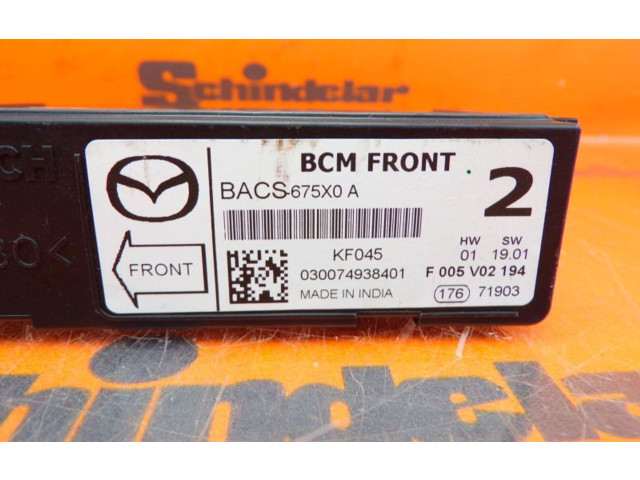 Schindelar
BCM FRONT
BACS-675X0 A
2
KF045
HW SW
01 19.01
030074938401
F 005 V02 194
FRONT
MADE IN INDIA
176 71903
chindelar